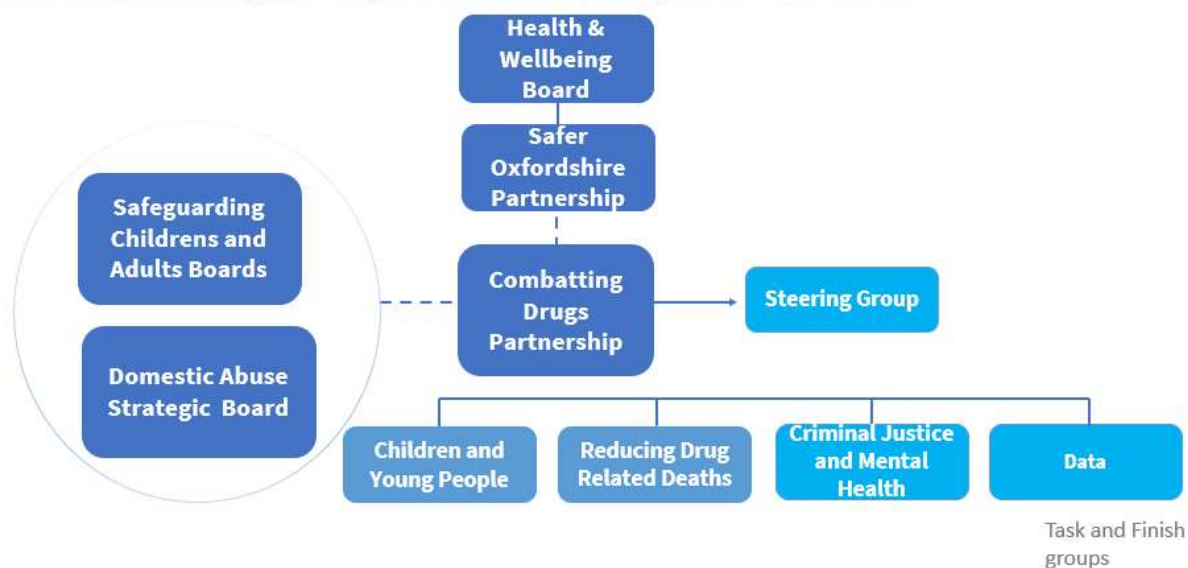 Health &
Wellbeing
Board
Safer
Oxfordshire
Partnership
Safeguarding
Childrens and
Adults Boards
Combatting
Drugs
Partnership
Steering Group
Domestic Abuse
Strategic Board
Children and
Young People
Reducing Drug
Related Deaths
Criminal Justice
and Mental
Health
Data
Task and Finish
groups